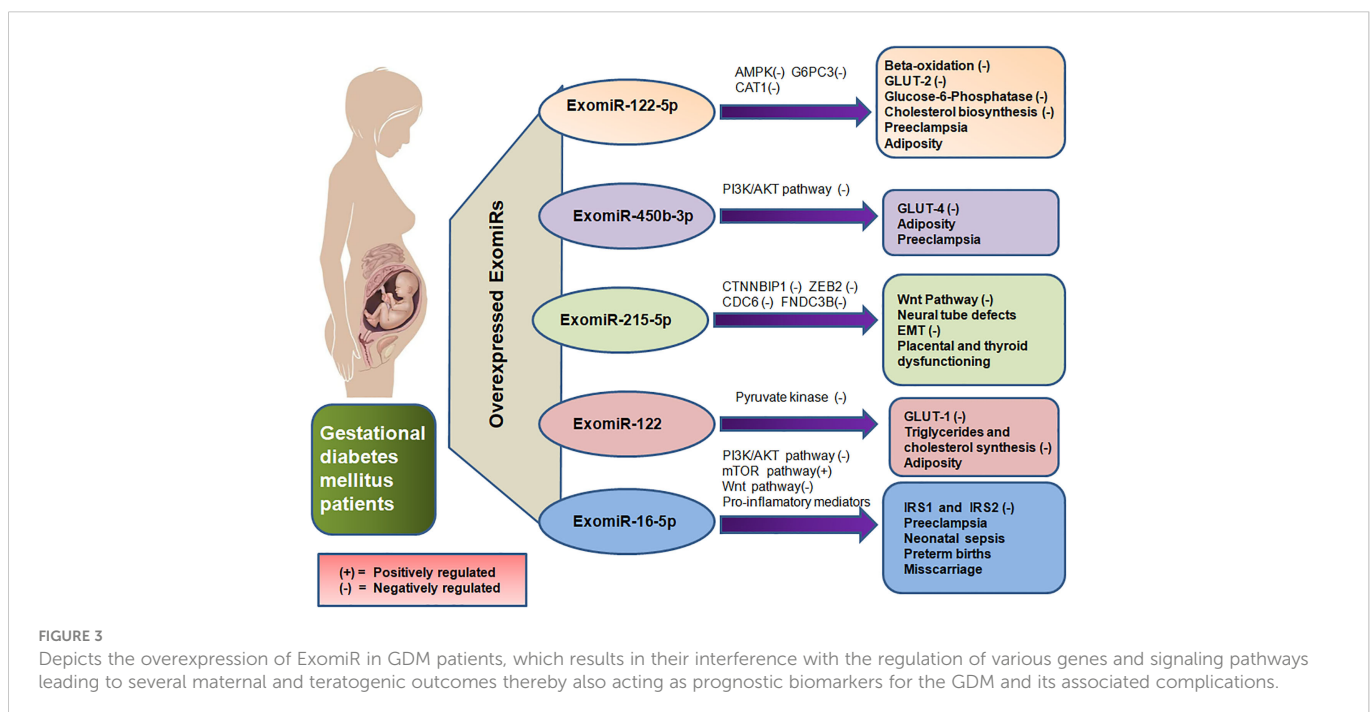 AMPK(-) G6PC3(-)
CAT1(-)
ExomiR-122-5p
Beta-oxidation (-)
GLUT-2 (-)
Glucose-6-Phosphatase (-)
Cholesterol biosynthesis (-)
Preeclampsia
Adiposity
PI3K/AKT pathway (-)
ExomiR-450b-3p
GLUT-4 (-)
Adiposity
Preeclampsia
Overexpressed ExomiRs
CTNNBIP1 (-) ZEB2 (-)
CDC6 (-) FNDC3B(-)
ExomiR-215-5p
Wnt Pathway (-)
Neural tube defects
EMT (-)
Placental and thyroid
dysfunctioning
Pyruvate kinase (-)
ExomiR-122
GLUT-1 (-)
Triglycerides and
cholesterol synthesis (-)
Adiposity
Gestational
diabetes
mellitus
patients
PI3K/AKT pathway (-)
mTOR pathway(+)
Wnt pathway(-)
Pro-inflamatory mediators
ExomiR-16-5p
IRS1 and IRS2 (-)
Preeclampsia
Neonatal sepsis
Preterm births
Misscarriage
(+) = Positively regulated
(-) = Negatively regulated
FIGURE 3
Depicts the overexpression of ExomiR in GDM patients, which results in their interference with the regulation of various genes and signaling pathways
leading to several maternal and teratogenic outcomes thereby also acting as prognostic biomarkers for the GDM and its associated complications.